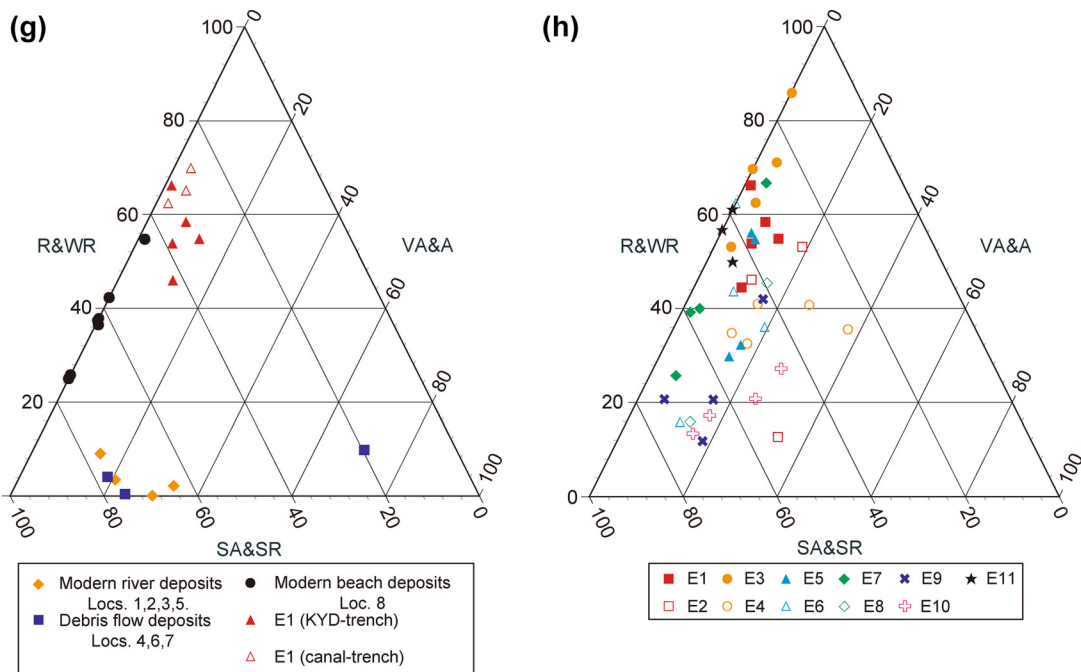 (g)
100
0
80
20
60
40
R&WR
VA&A
40
60
20
80
100
100
80
60
40
20
0
SA&SR
Modern river deposits
Locs. 1,2,3,5.
Debris flow deposits
Locs. 4,6,7
Modern beach deposits
Loc. 8
E1 (KYD-trench)
E1 (canal-trench)
(h)
100
0
80
20
60
40
R&WR
VA&A
40
60
20
80
0
100
100
80
60
40
20
0
SA&SR
E1 E3 E5 E7 E9 E11
E2 E4 E6 E8 E10